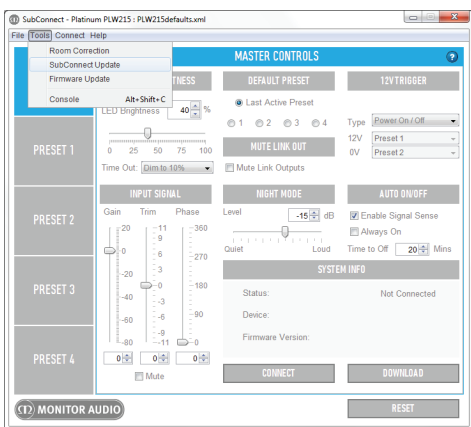 SubConnect - Platinum PLW215 : PLW215defaults.xml
File Tools Connect Help
Room Correction
SubConnect Update
Firmware Update
Console Alt+Shift+C
MASTER CONTROLS
?
TNESS
LED Brightness 40 %
0 25 50 75 100
Time Out: Dim to 10%
DEFAULT PRESET
Last Active Preset
1 2 3 4
MUTE LINK OUT
Mute Link Outputs
12V TRIGGER
Type Power On / Off
12V Preset 1
0V Preset 2
PRESET 1
PRESET 2
PRESET 3
PRESET 4
INPUT SIGNAL
Gain Trim Phase
20 11 360
9
0 6 270
-20 3
0 180
-40 -3
-60 -6 90
-9
-80 -11 0
0 0 0
Mute
NIGHT MODE
Level -15 dB
Quiet Loud
AUTO ON/OFF
Enable Signal Sense
Always On
Time to Off 20 Mins
SYSTEM INFO
Status: Not Connected
Device:
Firmware Version:
CONNECT DOWNLOAD
MONITOR AUDIO
RESET